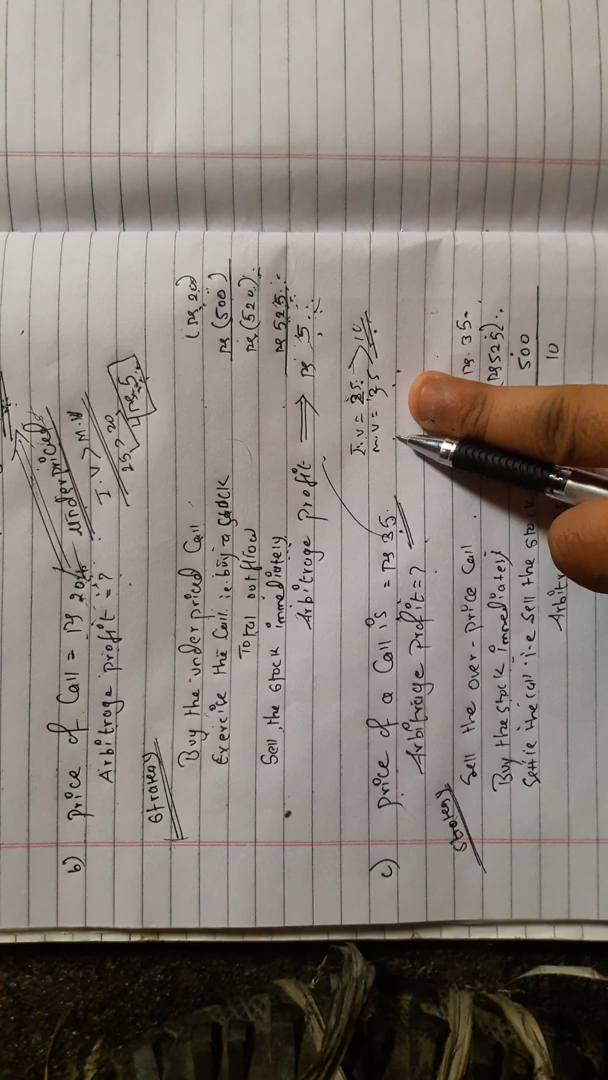 b) price of Call = Rs 20 Underpriced
Arbitrage profit = ?
I.V > M.V
25 > 20
Rs. 5
Strategy
Buy the underpriced Call (Rs 20)
Exercise the Call i.e. buy a stock Rs (500)
Total outflow Rs (520)
Sell the stock immediately Rs 525
Arbitrage profit ⇒ Rs 5
c) price of a Call is = Rs 35
Arbitrage profit = ?
I.V =
M.V = 35
10
Strategy
Sell the over-price Call Rs. 35
Buy the stock immediately Rs 525)
Settle the call i.e sell the stock 500
Arbitra 10